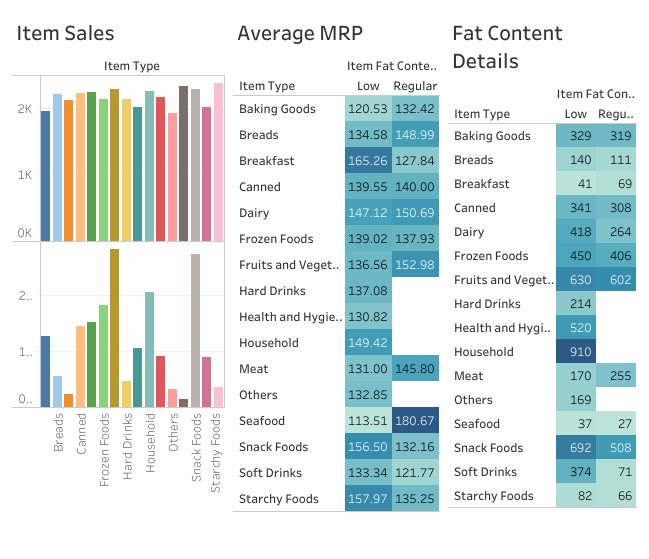 Item Sales
Item Type
2K
1K
0K
2..
1..
0..
Breads
Canned
Frozen Foods
Hard Drinks
Household
Others
Snack Foods
Starchy Foods
Average MRP
Item Fat Conte..
Item Type Low Regular
Baking Goods 120.53 132.42
Breads 134.58 148.99
Breakfast 165.26 127.84
Canned 139.55 140.00
Dairy 147.12 150.69
Frozen Foods 139.02 137.93
Fruits and Veget.. 136.56 152.98
Hard Drinks 137.08
Health and Hygie.. 130.82
Household 149.42
Meat 131.00 145.80
Others 132.85
Seafood 113.51 180.67
Snack Foods 156.50 132.16
Soft Drinks 133.34 121.77
Starchy Foods 157.97 135.25
Fat Content
Details
Item Fat Con..
Item Type Low Regu..
Baking Goods 329 319
Breads 140 111
Breakfast 41 69
Canned 341 308
Dairy 418 264
Frozen Foods 450 406
Fruits and Veget.. 630 602
Hard Drinks 214
Health and Hygi.. 520
Household 910
Meat 170 255
Others 169
Seafood 37 27
Snack Foods 692 508
Soft Drinks 374 71
Starchy Foods 82 66